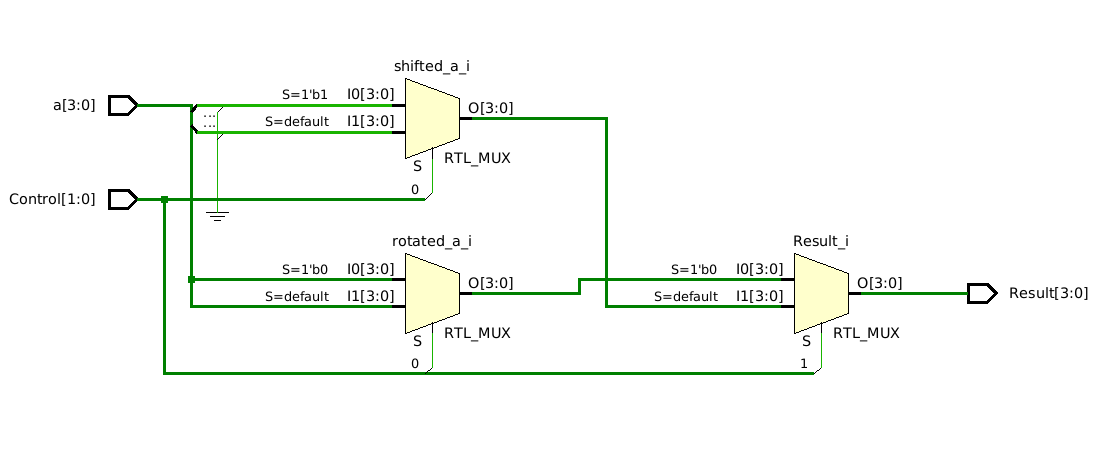 shifted_a_i
a[3:0]
S=1'b1 I0[3:0]
...
...
S=default I1[3:0]
O[3:0]
S
RTL_MUX
0
Control[1:0]
rotated_a_i
S=1'b0 I0[3:0]
S=default I1[3:0]
O[3:0]
S
RTL_MUX
0
Result_i
S=1'b0 I0[3:0]
S=default I1[3:0]
O[3:0]
S
RTL_MUX
1
Result[3:0]